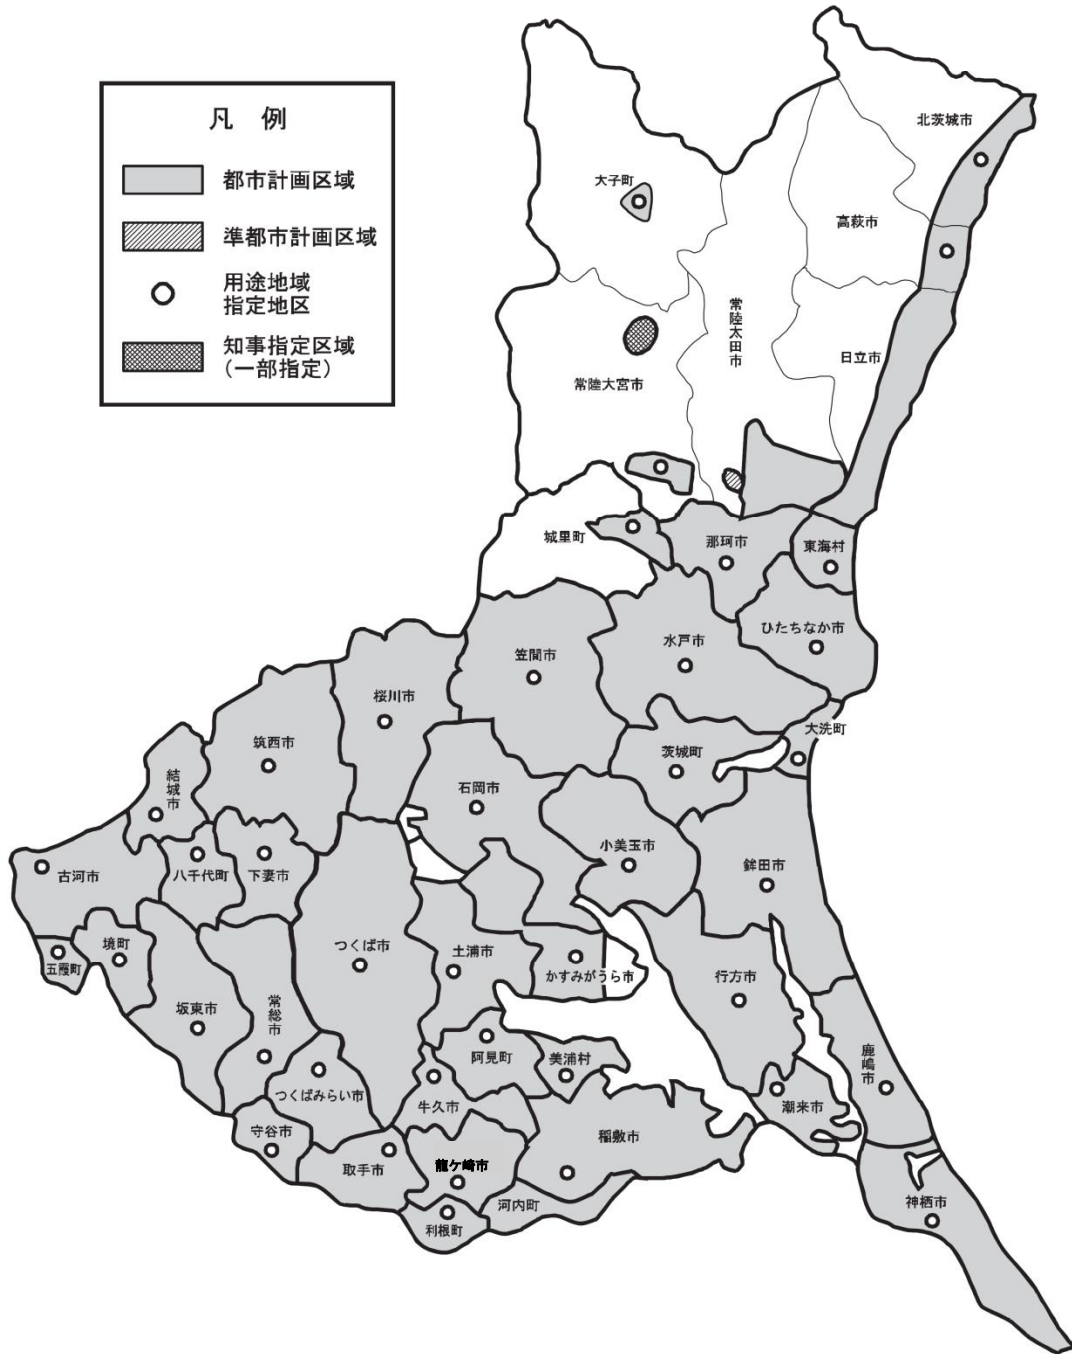 凡 例
都市計画区域
準都市計画区域
用途地域
指定地区
知事指定区域
(一部指定)
北茨城市
大子町
高萩市
常陸太田市
日立市
常陸大宮市
城里町
那珂市
東海村
ひたちなか市
水戸市
笠間市
桜川市
大洗町
筑西市
茨城町
結城市
石岡市
小美玉市
鉾田市
古河市
八千代町
下妻市
つくば市
土浦市
かすみがうら市
境町
五霞町
行方市
坂東市
常総市
阿見町
美浦村
鹿嶋市
つくばみらい市
牛久市
潮来市
守谷市
稲敷市
取手市
龍ケ崎市
河内町
神栖市
利根町